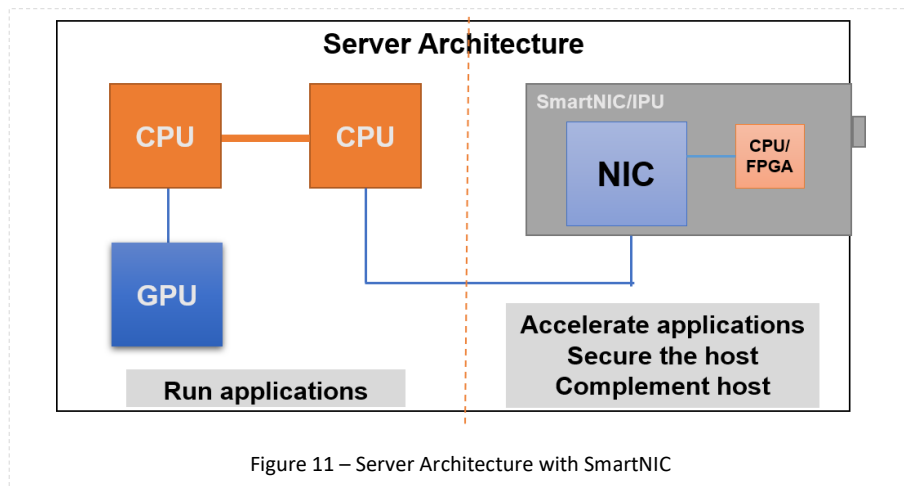 Server Architecture
SmartNIC/IPU
CPU
CPU
NIC
CPU/
FPGA
GPU
Run applications
Accelerate applications
Secure the host
Complement host
Figure 11 – Server Architecture with SmartNIC